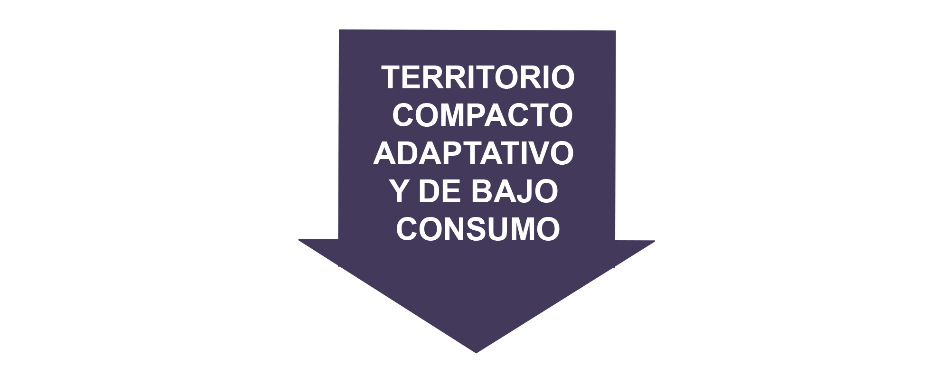 TERRITORIO
COMPACTO
ADAPTATIVO
Y DE BAJO
CONSUMO